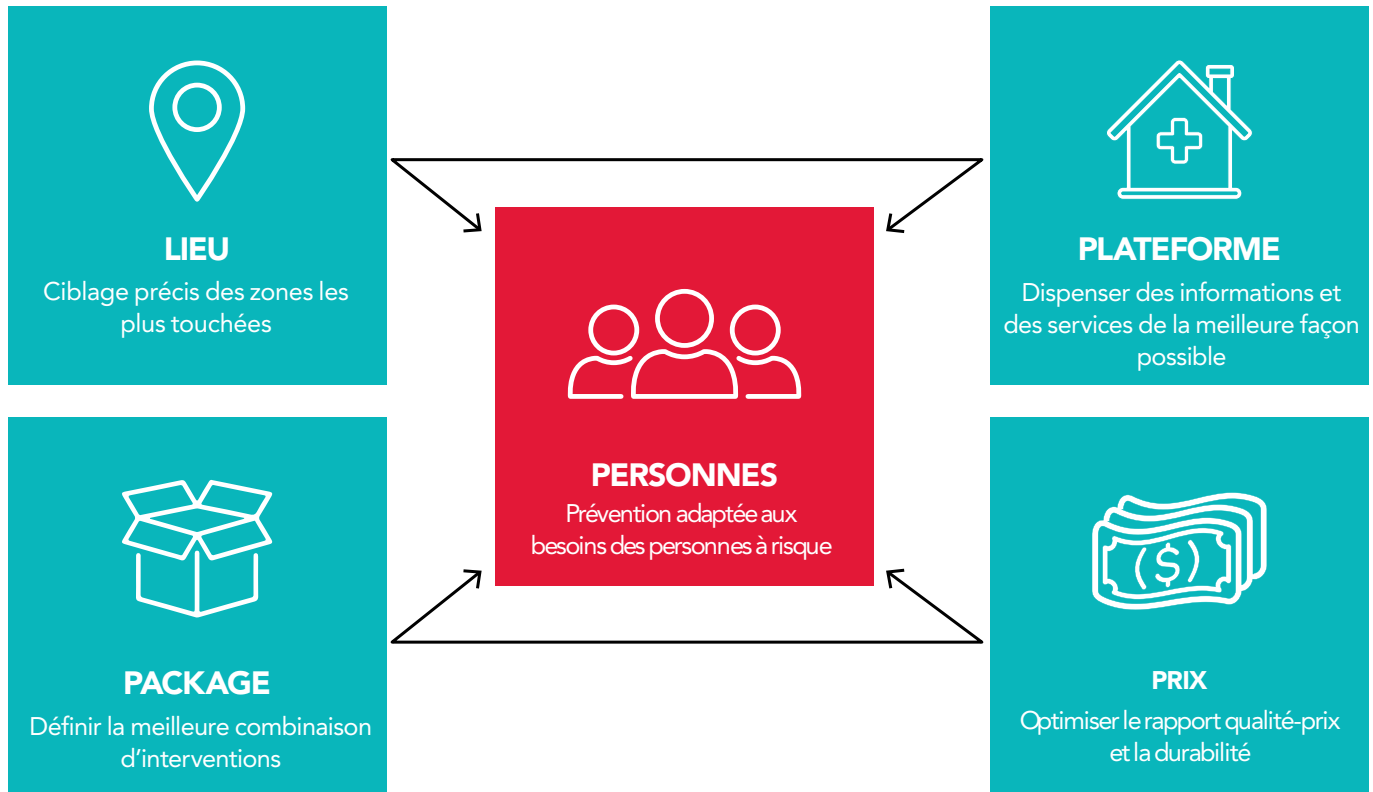 LIEU
Ciblage précis des zones les
plus touchées
PLATEFORME
Dispenser des informations et
des services de la meilleure façon
possible
PERSONNES
Prévention adaptée aux
besoins des personnes à risque
PACKAGE
Définir la meilleure combinaison
d’interventions
($)
PRIX
Optimiser le rapport qualité-prix
et la durabilité